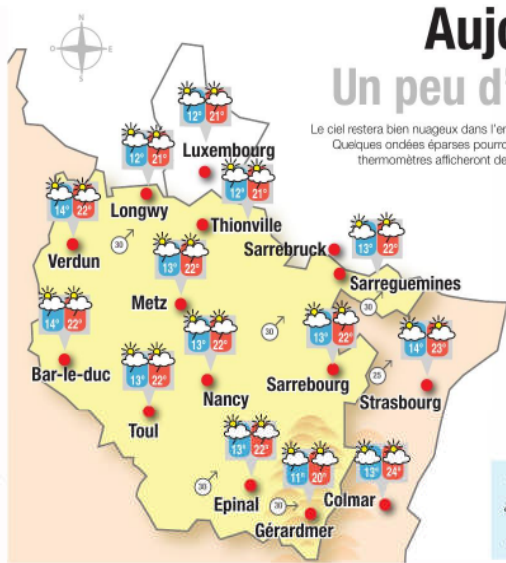 Aujo
Un peu d'
Le ciel restera bien nuageux dans l'e
Quelques ondées éparses pourro
thermomètres afficheront de
N
O
E
S
12° 21°
Luxembourg
12° 21°
Longwy
12° 21°
Thionville
14° 22°
Verdun
30
13° 22°
Sarrebruck
Sarreguemines
30
13° 22°
Metz
30
14° 22°
Bar-le-duc
13° 22°
Nancy
13° 22°
Sarrebourg
25
14° 23°
Strasbourg
13° 22°
Toul
13° 22°
Epinal
30
11° 20°
Gérardmer
30
13° 24°
Colmar